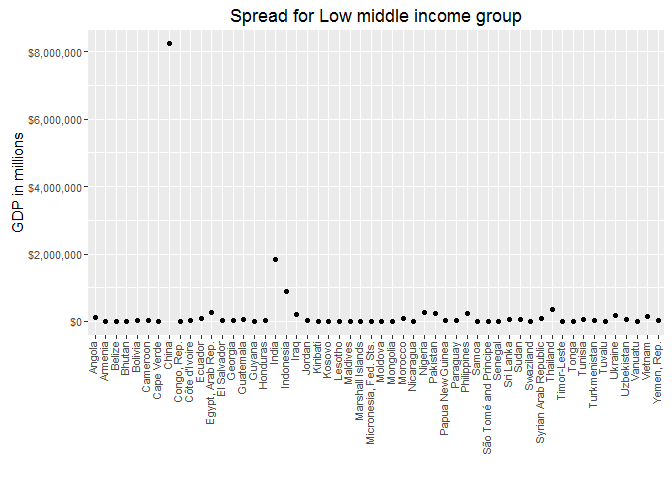 Spread for Low middle income group
GDP in millions
$8,000,000
$6,000,000
$4,000,000
$2,000,000
$0
Angola
Armenia
Belize
Bhutan
Bolivia
Cameroon
Cape Verde
China
Congo, Rep.
Côte d'Ivoire
Ecuador
Egypt, Arab Rep.
El Salvador
Georgia
Guatemala
Guyana
Honduras
India
Indonesia
Iraq
Jordan
Kiribati
Kosovo
Lesotho
Maldives
Marshall Islands
Micronesia, Fed. Sts.
Moldova
Mongolia
Morocco
Nicaragua
Nigeria
Pakistan
Papua New Guinea
Paraguay
Philippines
Samoa
São Tomé and Principe
Senegal
Sri Lanka
Sudan
Swaziland
Syrian Arab Republic
Thailand
Timor-Leste
Tonga
Tunisia
Turkmenistan
Tuvalu
Ukraine
Uzbekistan
Vanuatu
Vietnam
Yemen, Rep.